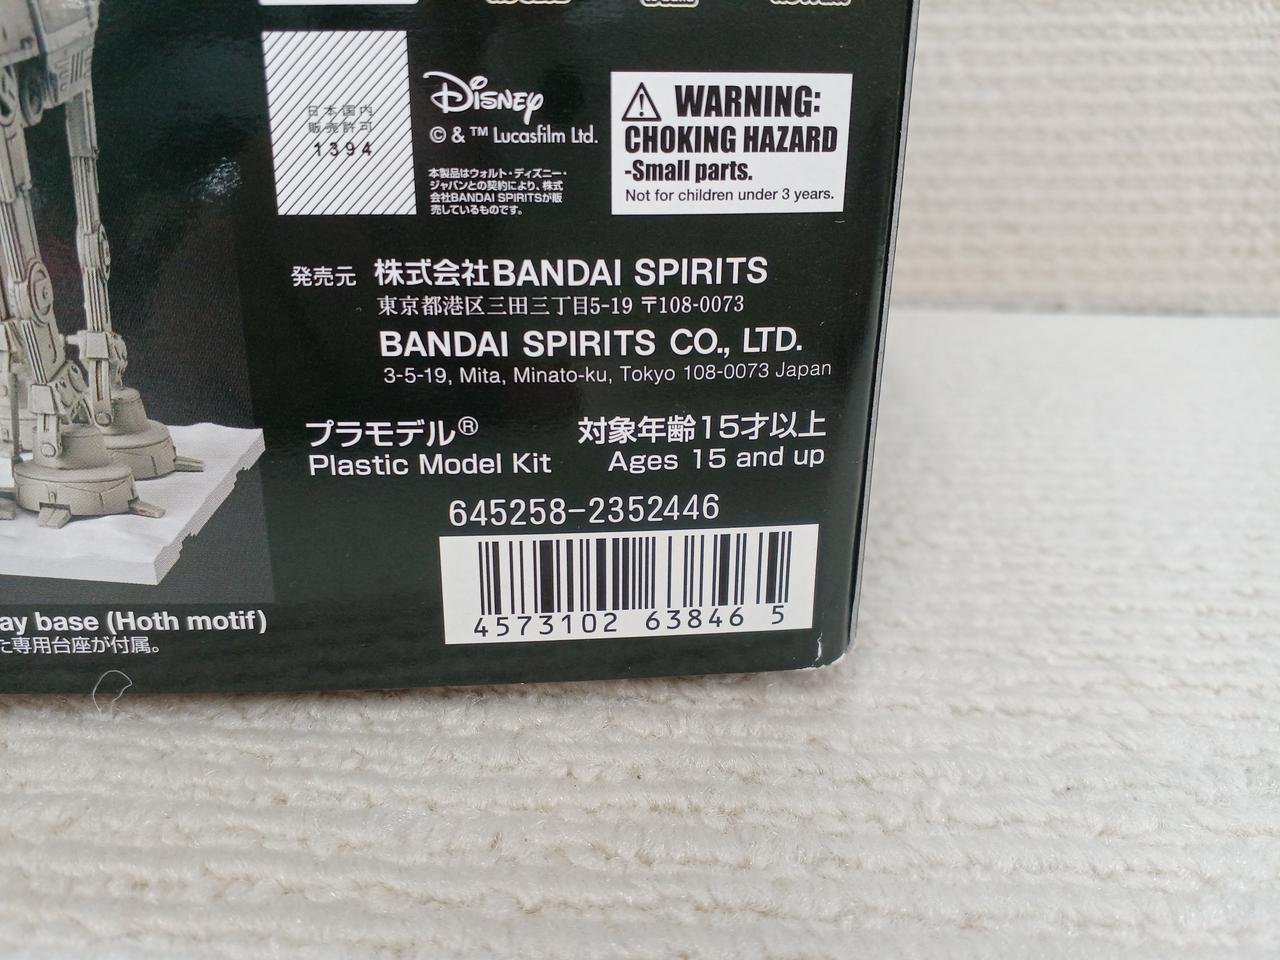 日本国内
販売許可
1394
Disney
© & ™ Lucasfilm Ltd.
本製品はウォルト・ディズニー・
ジャパンとの契約により、株式
会社BANDAI SPIRITSが販
売しているものです。
WARNING:
CHOKING HAZARD
-Small parts.
Not for children under 3 years.
発売元 株式会社BANDAI SPIRITS
東京都港区三田三丁目5-19 〒108-0073
BANDAI SPIRITS CO., LTD.
3-5-19, Mita, Minato-ku, Tokyo 108-0073 Japan
プラモデル® 対象年齢15才以上
Plastic Model Kit Ages 15 and up
645258-2352446
4573102 63846 5
ay base (Hoth motif)
た専用台座が付属。